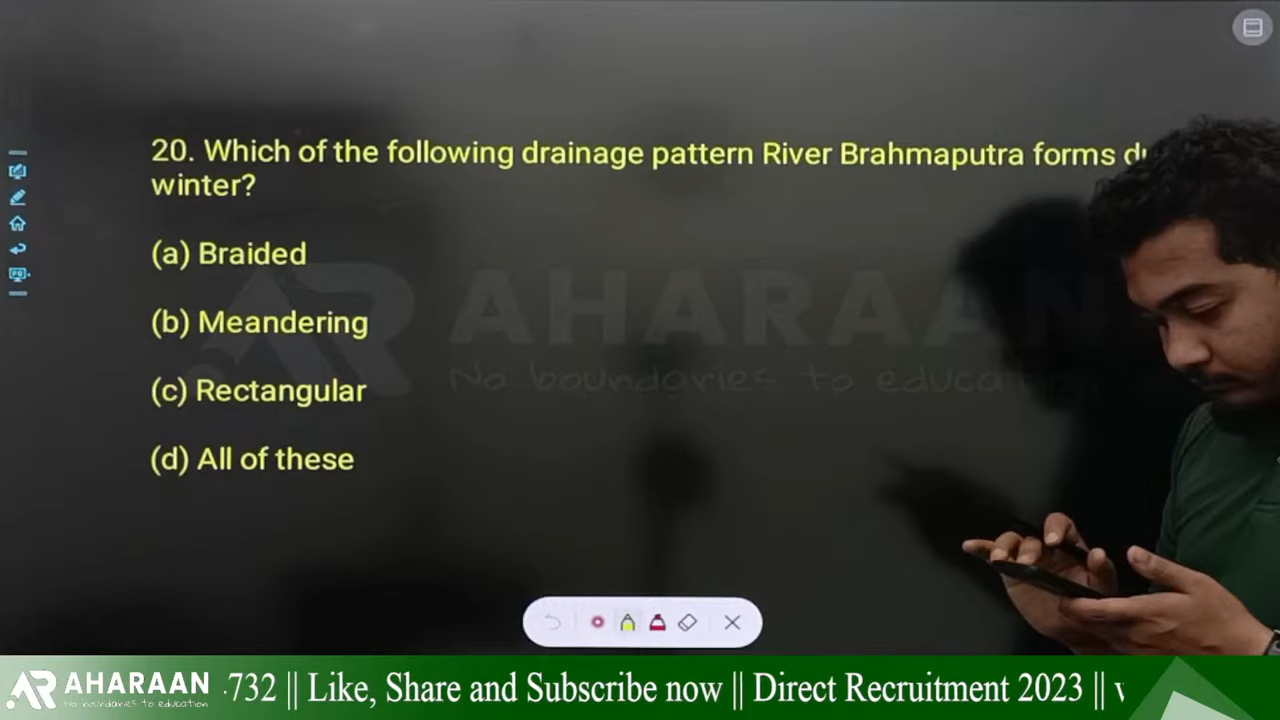 20. Which of the following drainage pattern River Brahmaputra forms
winter?
(a) Braided
AHARAAN
(b) Meandering
No boundaries to education
(c) Rectangular
(d) All of these
AHARAAN
No boundaries to education
732 || Like, Share and Subscribe now || Direct Recruitment 2023 ||